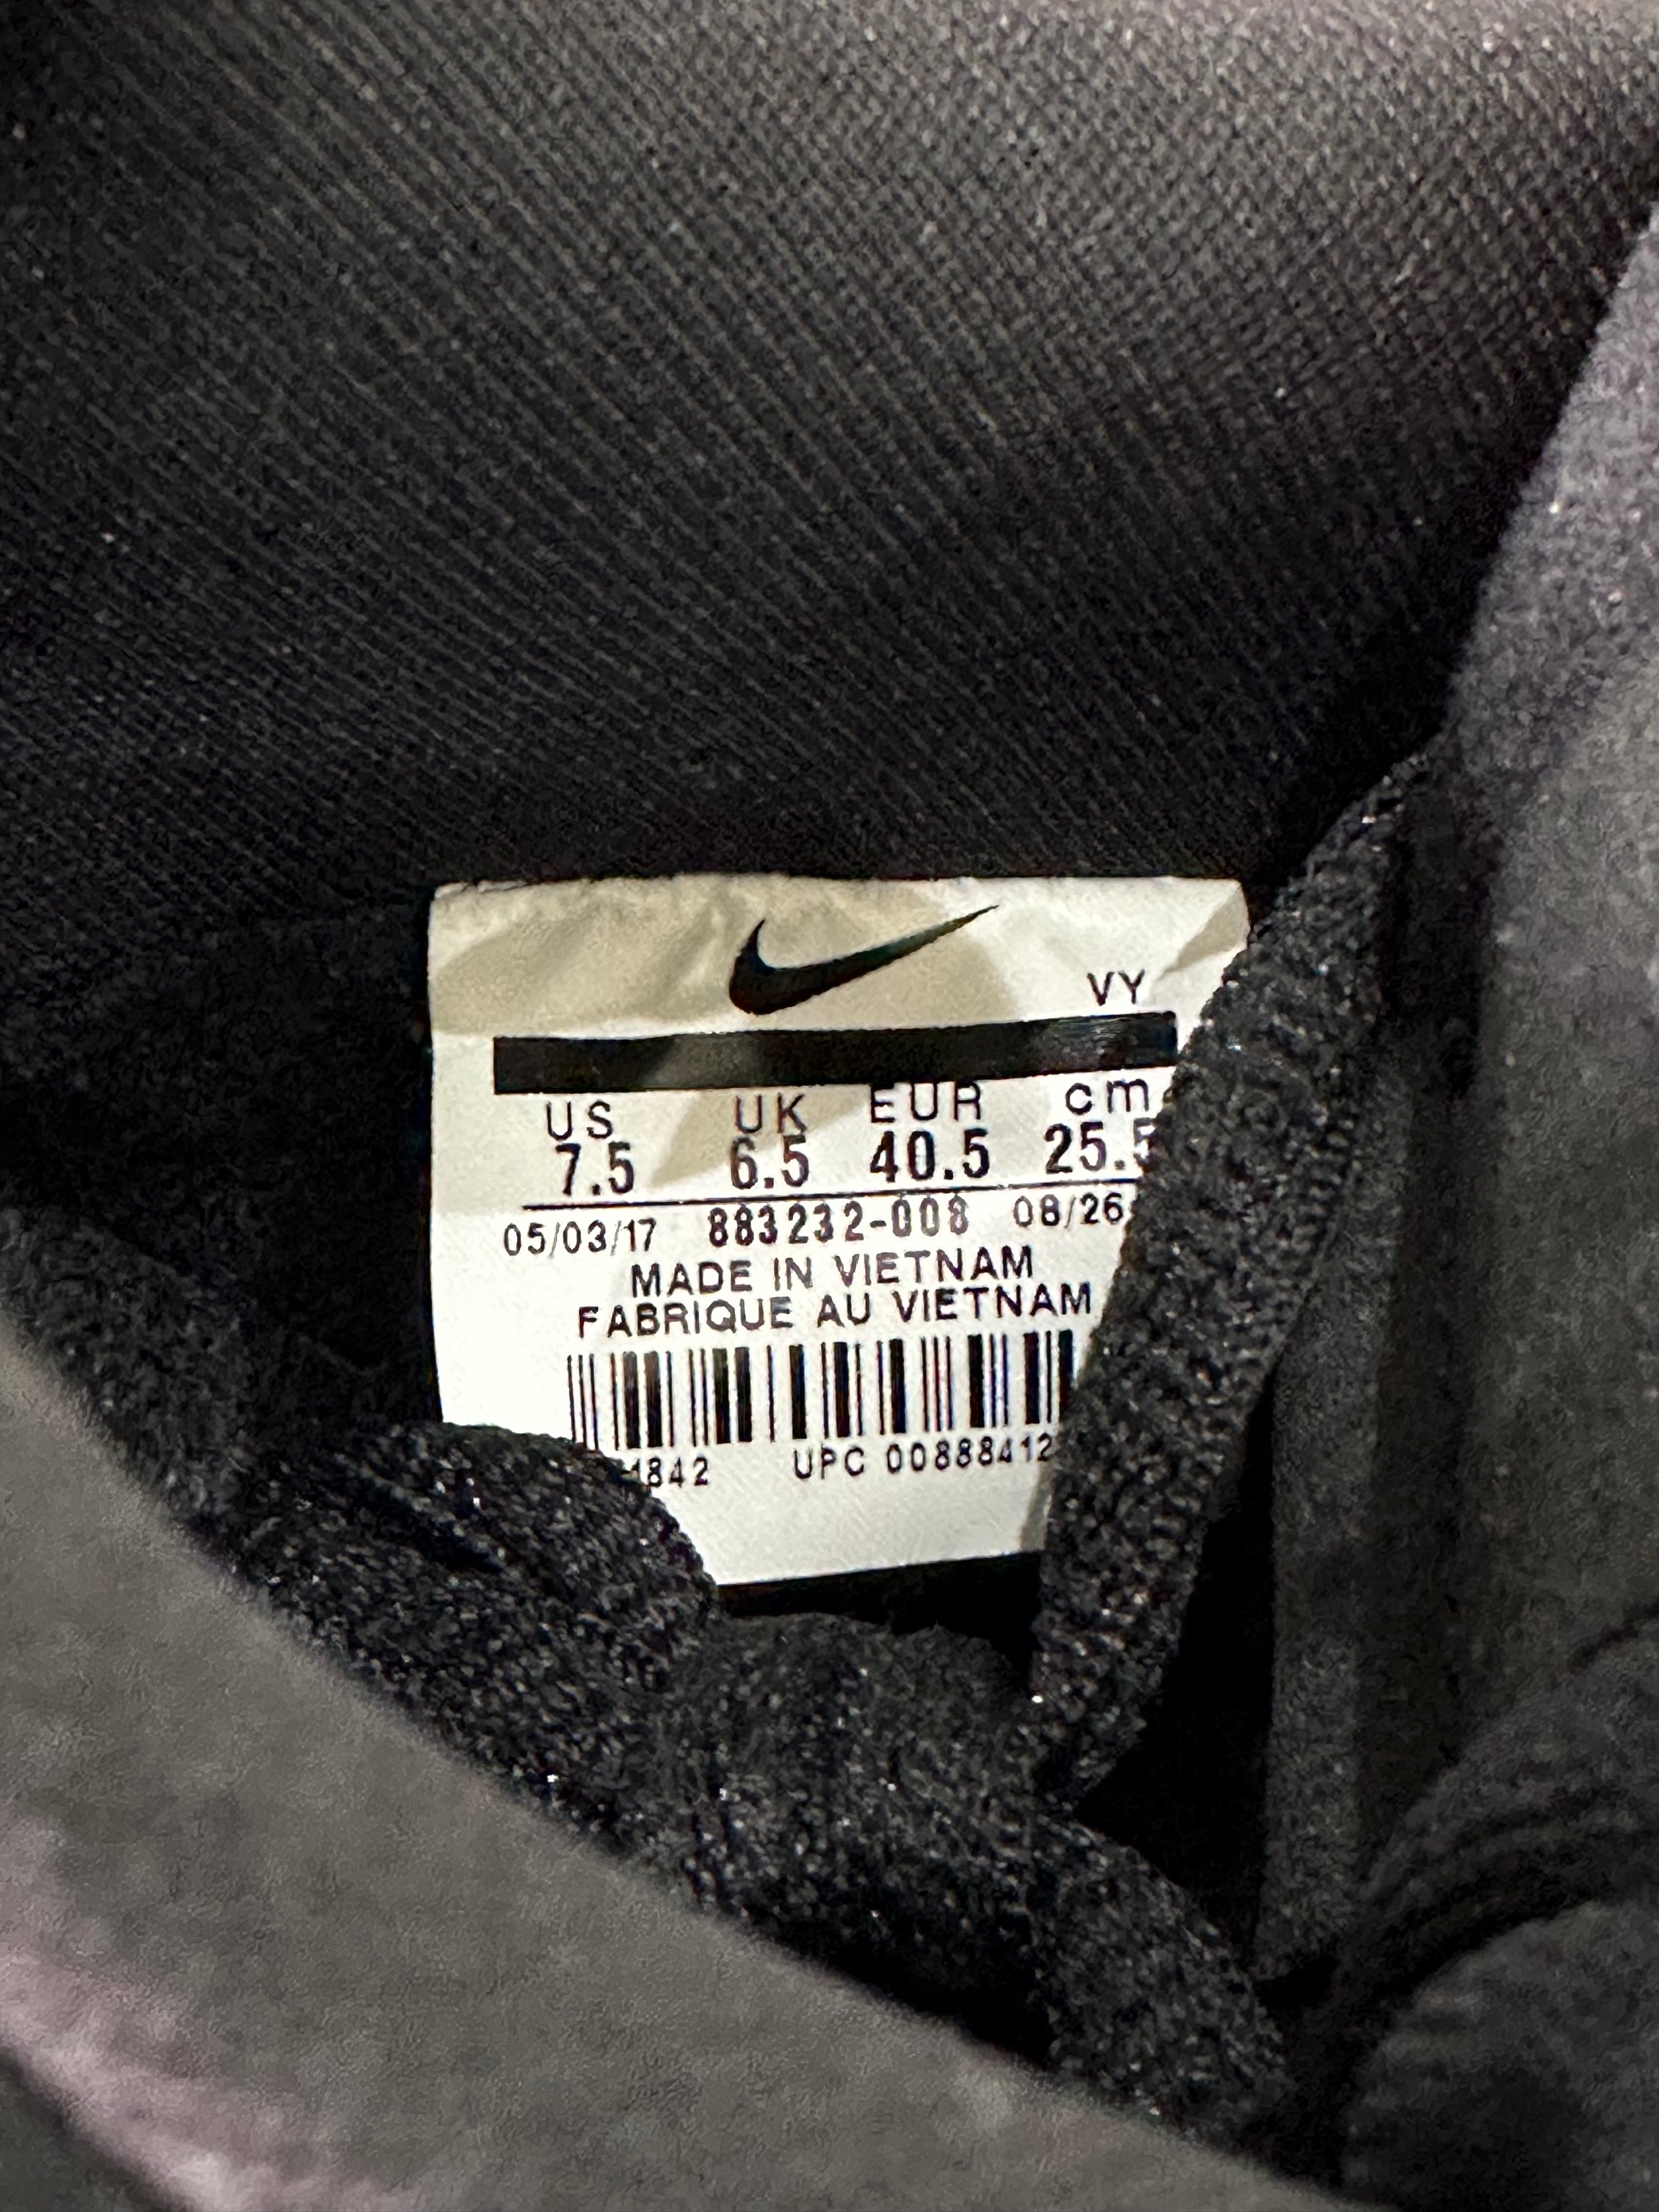 VY
US UK EUR cm
7.5 6.5 40.5 25.5
05/03/17 883232-008 08/26
MADE IN VIETNAM
FABRIQUE AU VIETNAM
1842 UPC 00888412